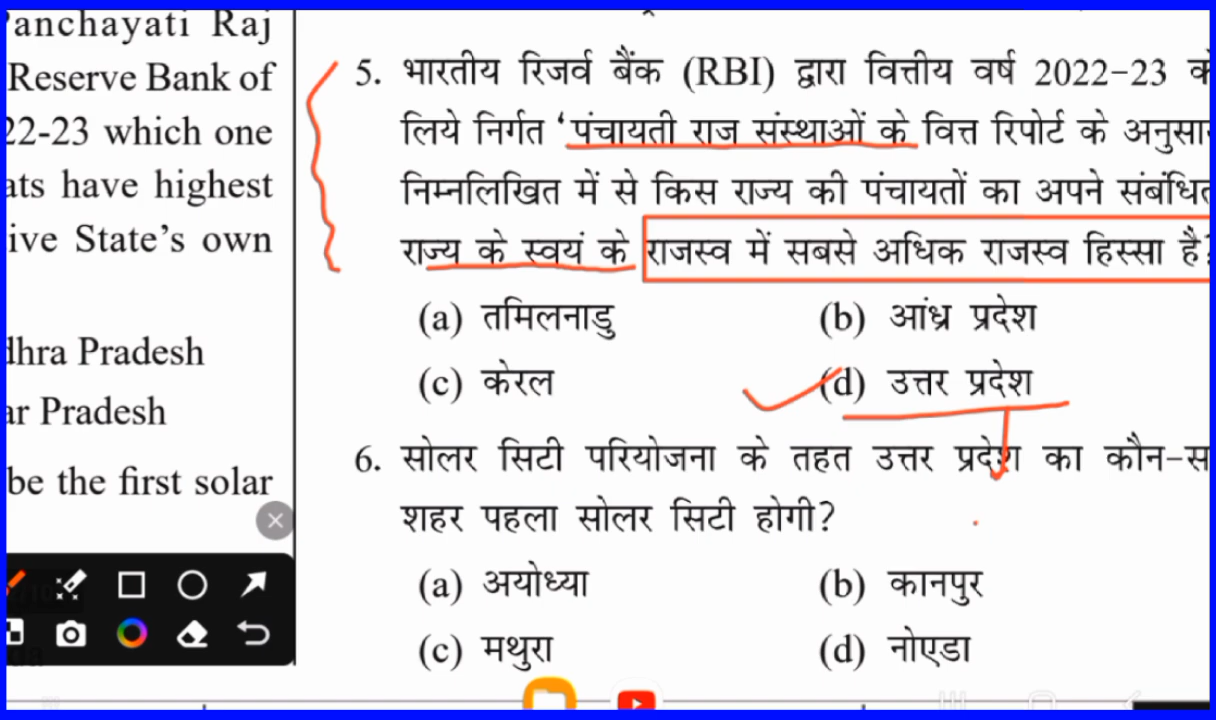 Panchayati Raj
Reserve Bank of
22-23 which one
ats have highest
ive State's own
dhra Pradesh
ar Pradesh
be the first solar
5. भारतीय रिजर्व बैंक (RBI) द्वारा वित्तीय वर्ष 2022-23 के
लिये निर्गत 'पंचायती राज संस्थाओं के वित्त रिपोर्ट के अनुसार
निम्नलिखित में से किस राज्य की पंचायतों का अपने संबंधित
राज्य के स्वयं के राजस्व में सबसे अधिक राजस्व हिस्सा है?
(a) तमिलनाडु (b) आंध्र प्रदेश
(c) केरल (d) उत्तर प्रदेश
6. सोलर सिटी परियोजना के तहत उत्तर प्रदेश का कौन-स
शहर पहला सोलर सिटी होगी?
(a) अयोध्या (b) कानपुर
(c) मथुरा (d) नोएडा